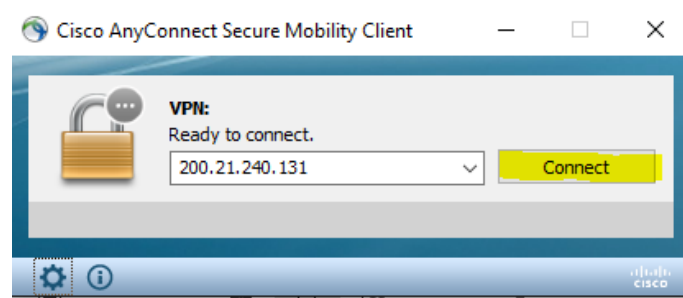 Cisco AnyConnect Secure Mobility Client
VPN:
Ready to connect.
200.21.240.131
Connect
cisco